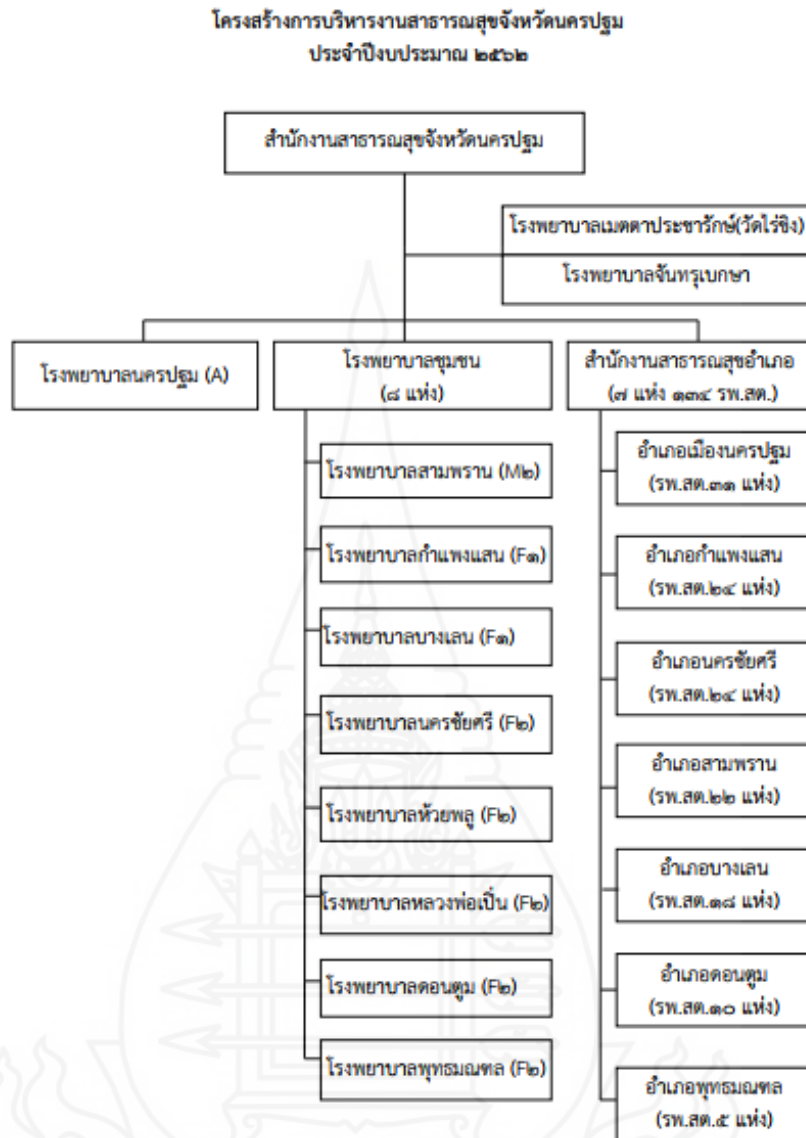 โครงสร้างการบริหารงานสาธารณสุขจังหวัดนครปฐม
ประจำปีงบประมาณ ๒๕๖๒
สำนักงานสาธารณสุขจังหวัดนครปฐม
โรงพยาบาลเมตตาประชารักษ์(วัดไร่ขิง)
โรงพยาบาลจันทรุเบกษา
โรงพยาบาลนครปฐม (A)
โรงพยาบาลชุมชน
(๘ แห่ง)
สำนักงานสาธารณสุขอำเภอ
(๗ แห่ง ๑๓๔ รพ.สต.)
โรงพยาบาลสามพราน (M๒)
โรงพยาบาลกำแพงแสน (F๑)
โรงพยาบาลบางเลน (F๑)
โรงพยาบาลนครชัยศรี (F๒)
โรงพยาบาลห้วยพลู (F๒)
โรงพยาบาลหลวงพ่อเปิ่น (F๒)
โรงพยาบาลดอนตูม (F๒)
โรงพยาบาลพุทธมณฑล (F๒)
อำเภอเมืองนครปฐม
(รพ.สต.๓๑ แห่ง)
อำเภอกำแพงแสน
(รพ.สต.๒๔ แห่ง)
อำเภอนครชัยศรี
(รพ.สต.๒๔ แห่ง)
อำเภอสามพราน
(รพ.สต.๒๒ แห่ง)
อำเภอบางเลน
(รพ.สต.๑๘ แห่ง)
อำเภอดอนตูม
(รพ.สต.๑๐ แห่ง)
อำเภอพุทธมณฑล
(รพ.สต.๕ แห่ง)